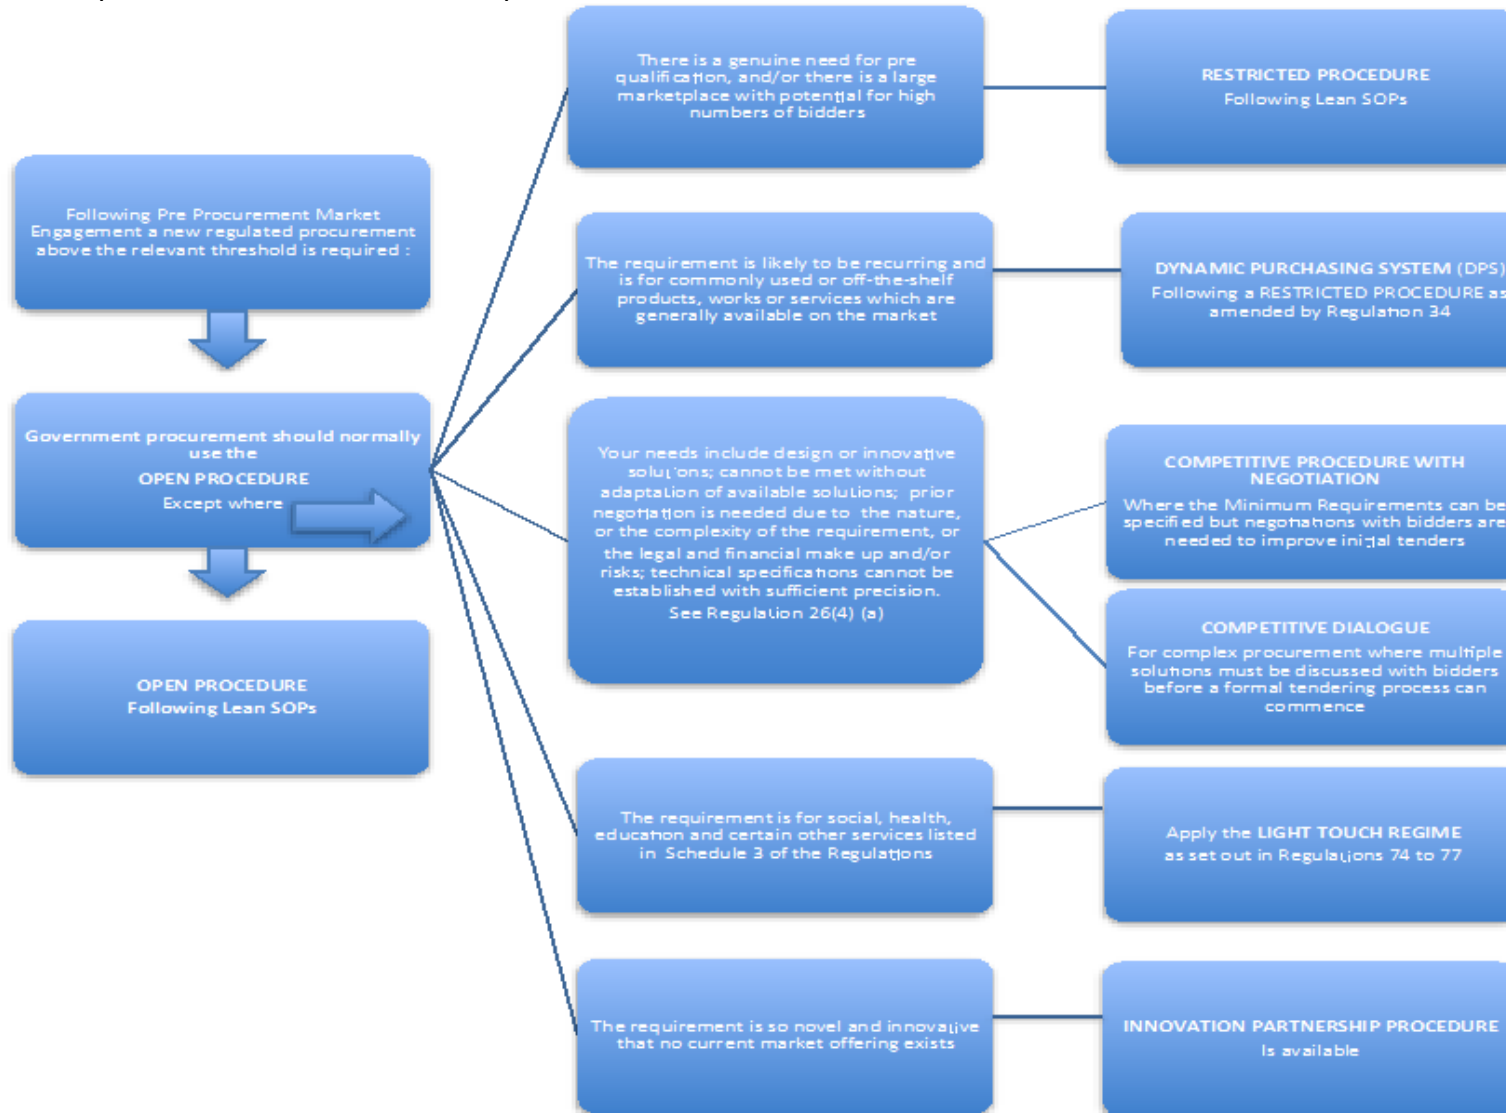 Following Pre Procurement Market
Engagement a new regulated procurement
above the relevant threshold is required :
Government procurement should normally
use the
OPEN PROCEDURE
Except where
OPEN PROCEDURE
Following Lean SOPs
There is a genuine need for pre
qualification, and/or there is a large
marketplace with potential for high
numbers of bidders
RESTRICTED PROCEDURE
Following Lean SOPs
The requirement is likely to be recurring and
is for commonly used or off-the-shelf
products, works or services which are
generally available on the market
DYNAMIC PURCHASING SYSTEM (DPS)
Following a RESTRICTED PROCEDURE as
amended by Regulation 34
Your needs include design or innovative
solutions; cannot be met without
adaptation of available solutions; prior
negotiation is needed due to the nature,
or the complexity of the requirement, or
the legal and financial make up and/or
risks; technical specifications cannot be
established with sufficient precision.
See Regulation 26(4) (a)
COMPETITIVE PROCEDURE WITH
NEGOTIATION
Where the Minimum Requirements can be
specified but negotiations with bidders are
needed to improve initial tenders
COMPETITIVE DIALOGUE
For complex procurement where multiple
solutions must be discussed with bidders
before a formal tendering process can
commence
The requirement is for social, health,
education and certain other services listed
in Schedule 3 of the Regulations
Apply the LIGHT TOUCH REGIME
as set out in Regulations 74 to 77
The requirement is so novel and innovative
that no current market offering exists
INNOVATION PARTNERSHIP PROCEDURE
Is available